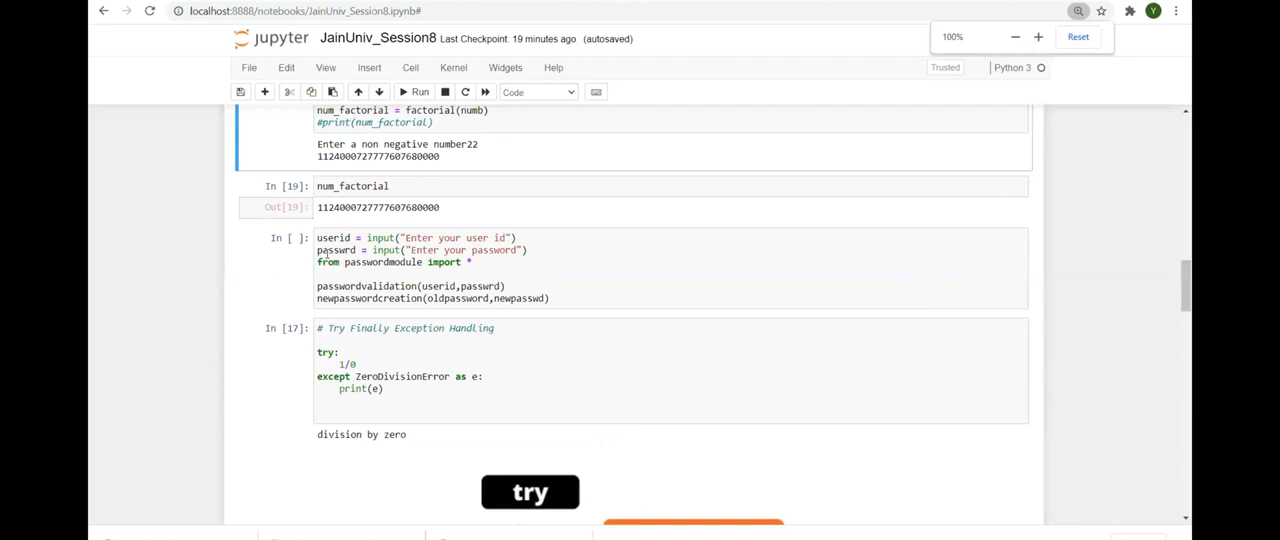 localhost:8888/notebooks/JainUniv_Session8.ipynb#
Y
100%
Reset
jupyter JainUniv_Session8 Last Checkpoint: 19 minutes ago (autosaved)
File Edit View Insert Cell Kernel Widgets Help
Trusted
Python 3
Run
Code
num_factorial = factorial(numb)
#print(num_factorial)
Enter a non negative number22
1124000727777607680000
In [19]:
num_factorial
Out[19]:
1124000727777607680000
In [ ]:
userid = input("Enter your user id")
passwrd = input("Enter your password")
from passwordmodule import *
passwordvalidation(userid,passwrd)
newpasswordcreation(oldpassword,newpasswd)
In [17]:
# Try Finally Exception Handling
try:
1/0
except ZeroDivisionError as e:
print(e)
division by zero
try